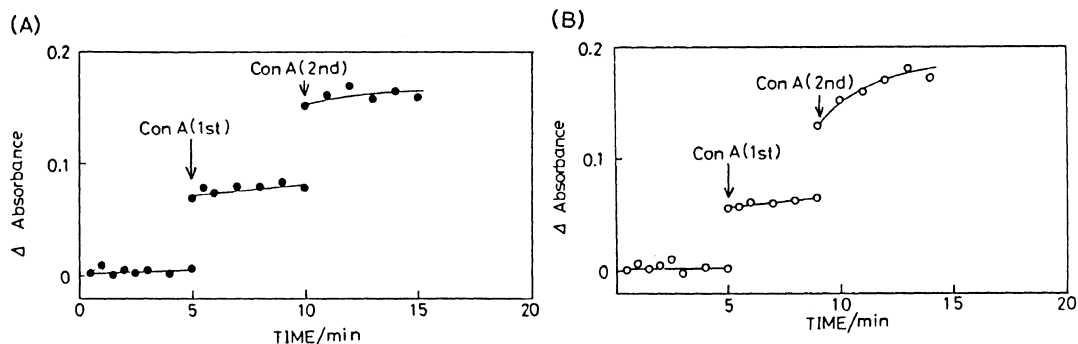 (A)
0.2
0.1
0
Δ Absorbance
Con A (2nd)
Con A (1st)
0 5 10 15 20
TIME/min
(B)
0.2
0.1
0
Δ Absorbance
Con A (2nd)
Con A (1st)
5 10 15 20
TIME/min